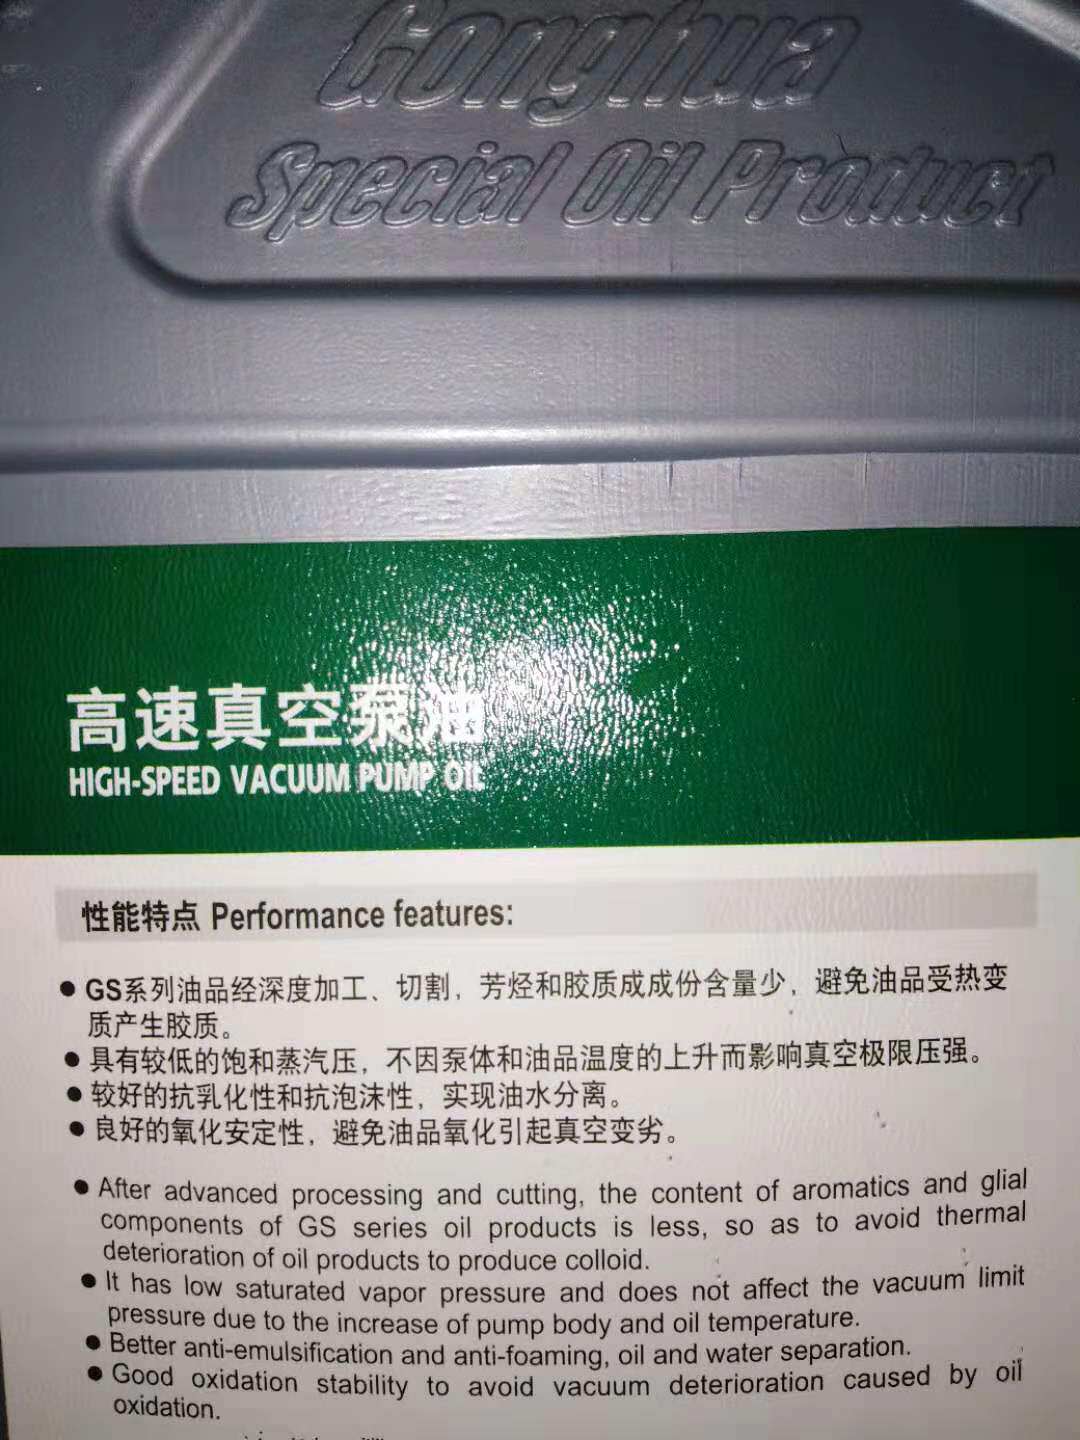 Gonghua
Special Oil Product
高速真空泵油
HIGH-SPEED VACUUM PUMP OIL
性能特点 Performance features:
● GS系列油品经深度加工、切割，芳烃和胶质成成份含量少，避免油品受热变
质产生胶质。
● 具有较低的饱和蒸汽压，不因泵体和油品温度的上升而影响真空极限压强。
● 较好的抗乳化性和抗泡沫性，实现油水分离。
● 良好的氧化安定性，避免油品氧化引起真空变劣。
● After advanced processing and cutting, the content of aromatics and glial
components of GS series oil products is less, so as to avoid thermal
deterioration of oil products to produce colloid.
● It has low saturated vapor pressure and does not affect the vacuum limit
pressure due to the increase of pump body and oil temperature.
● Better anti-emulsification and anti-foaming, oil and water separation.
● Good oxidation stability to avoid vacuum deterioration caused by oil
oxidation.